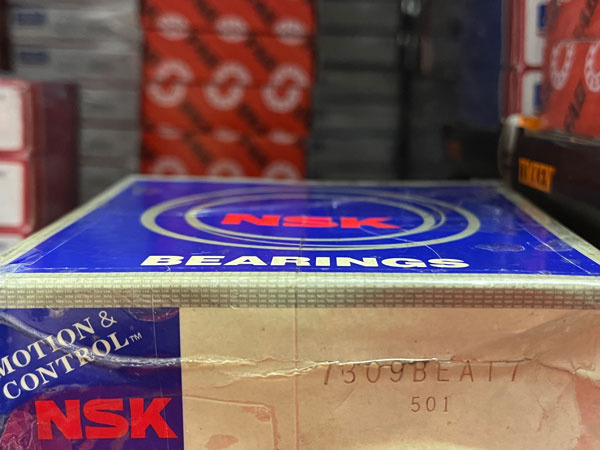 NSK
BEARINGS
MOTION &
CONTROL™
NSK
7309BEAT7
501